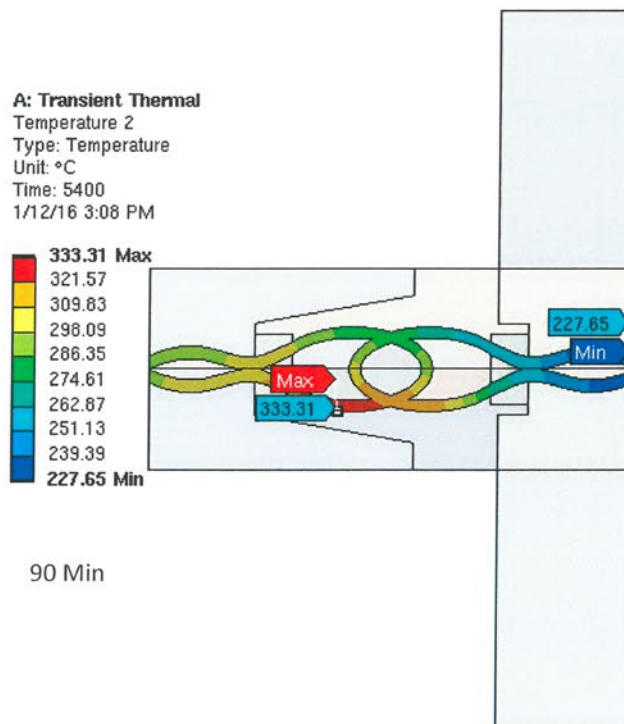 A: Transient Thermal
Temperature 2
Type: Temperature
Unit: °C
Time: 5400
1/12/16 3:08 PM
333.31 Max
321.57
309.83
298.09
286.35
274.61
262.87
251.13
239.39
227.65 Min
227.65
Min
Max
333.31
90 Min